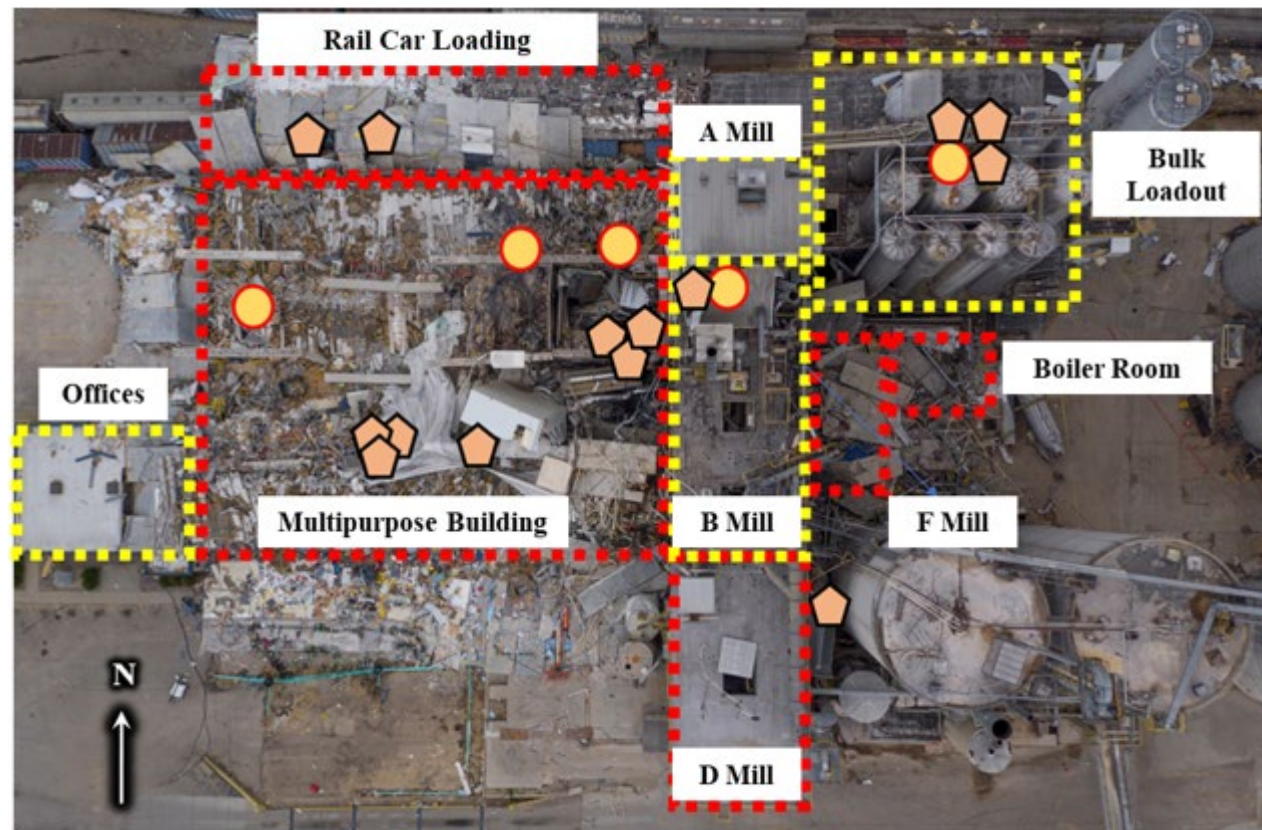 Rail Car Loading
A Mill
Bulk
Loadout
Offices
Boiler Room
Multipurpose Building
B Mill
F Mill
N
D Mill